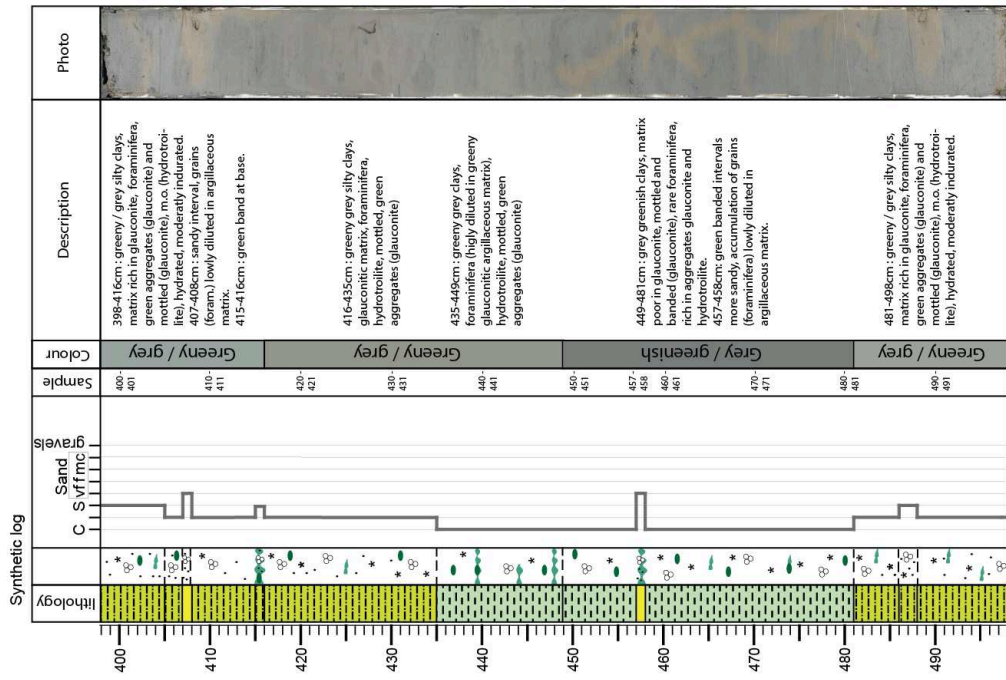 Synthetic log
lithology
C S vf f m c gravels
Sand
Sample
Colour
Description
Photo
400
410
420
430
440
450
460
470
480
490
400-
401
410-
411
420-
421
430-
431
440-
441
450-
451
457-
458
460-
461
470-
471
480-
481
490-
491
Greeny / grey
Greeny / grey
Grey / greenish
Greeny / grey
398-416cm : greeny / grey silty clays,
matrix rich in glauconite, foraminifera,
green aggregates (glauconite) and
mottled (glauconite), m.o. (hydrotroi-
lite), hydrated, moderatly indurated.
407-408cm : sandy interval, grains
(foram.) lowly diluted in argillaceous
matrix.
415-416cm : green band at base.
416-435cm : greeny grey silty clays,
glauconitic matrix, foraminifera,
hydrotroilite, mottled, green
aggregates (glauconite)
435-449cm : greeny grey clays,
foraminifera (higly diluted in greeny
glauconitic argillaceous matrix),
hydrotroilite, mottled, green
aggregates (glauconite)
449-481cm : grey greenish clays, matrix
poor in glauconite, mottled and
banded (glauconite), rare foraminifera,
rich in aggregates glauconite and
hydrotroilite.
457-458cm : green banded intervals
more sandy, accumulation of grains
(foraminifera) lowly diluted in
argillaceous matrix.
481-498cm : greeny / grey silty clays,
matrix rich in glauconite, foraminifera,
green aggregates (glauconite) and
mottled (glauconite), m.o. (hydrotroi-
lite), hydrated, moderatly indurated.